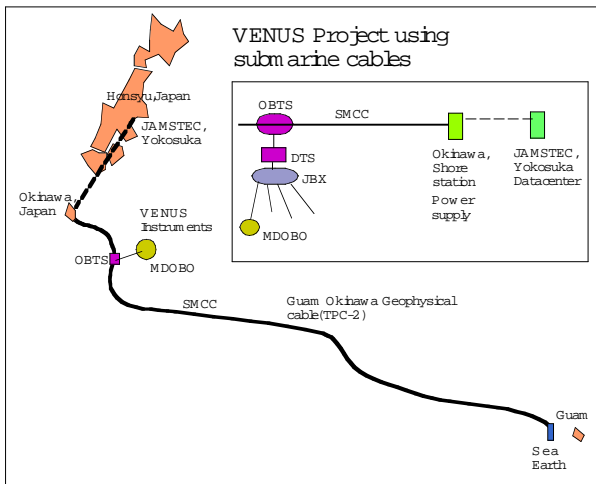 VENUS Project using
submarine cables
Honsyu,Japan
JAMSTEC,
Yokosuka
OBTS
SMCC
DTS
JBX
MDOBO
Okinawa,
Shore
station
Power
supply
JAMSTEC,
Yokosuka
Datacenter
Okinawa,
Japan
VENUS
Instruments
OBTS
MDOBO
SMCC
Guam Okinawa Geophysical
cable(TPC-2)
Guam
Sea
Earth